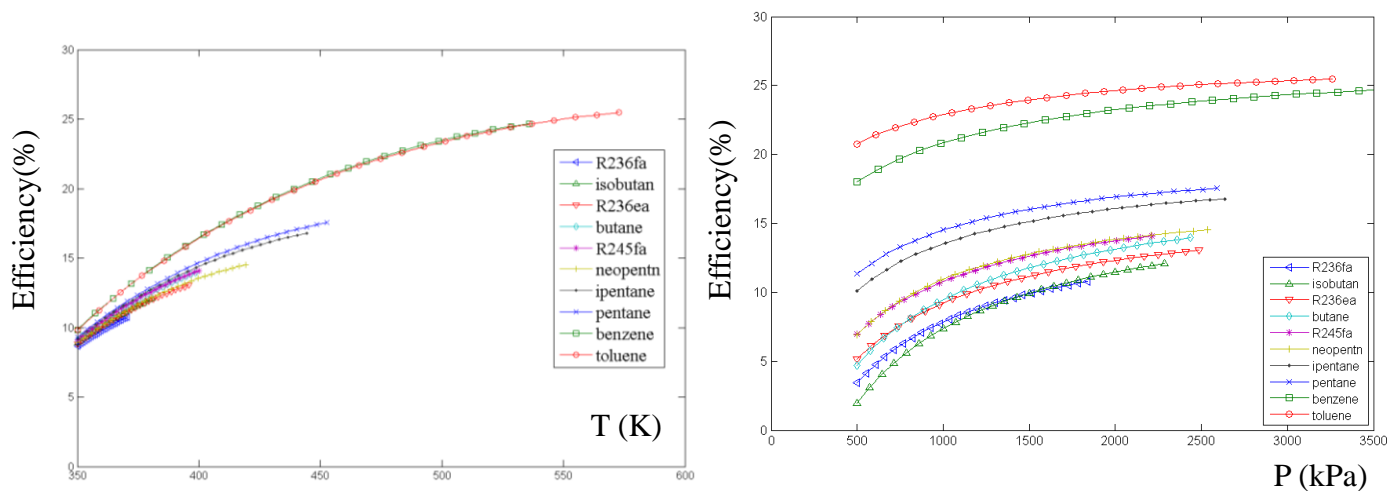 30
25
20
15
10
5
0
Efficiency(%)
R236fa
isobutan
R236ea
butane
R245fa
neopentn
ipentane
pentane
benzene
toluene
T (K)
350
400
450
500
550
600
30
25
20
15
10
5
0
Efficiency(%)
R236fa
isobutane
R236ea
butane
R245fa
neopentn
ipentane
pentane
benzene
toluene
0
500
1000
1500
2000
2500
3000
3500
P (kPa)